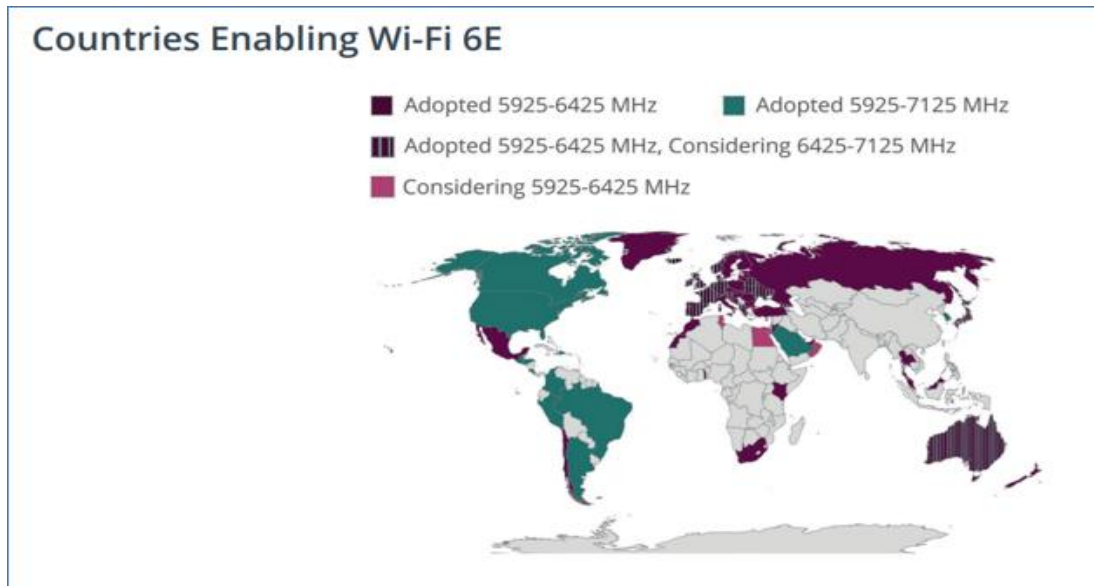 Countries Enabling Wi-Fi 6E
Adopted 5925-6425 MHz
Adopted 5925-7125 MHz
Adopted 5925-6425 MHz, Considering 6425-7125 MHz
Considering 5925-6425 MHz